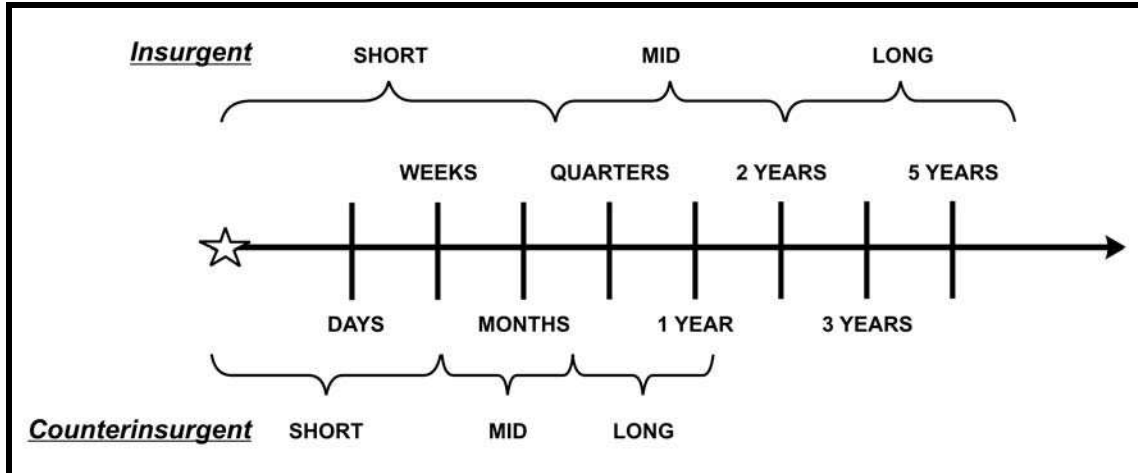 Insurgent SHORT MID LONG
WEEKS QUARTERS 2 YEARS 5 YEARS
DAYS MONTHS 1 YEAR 3 YEARS
Counterinsurgent SHORT MID LONG